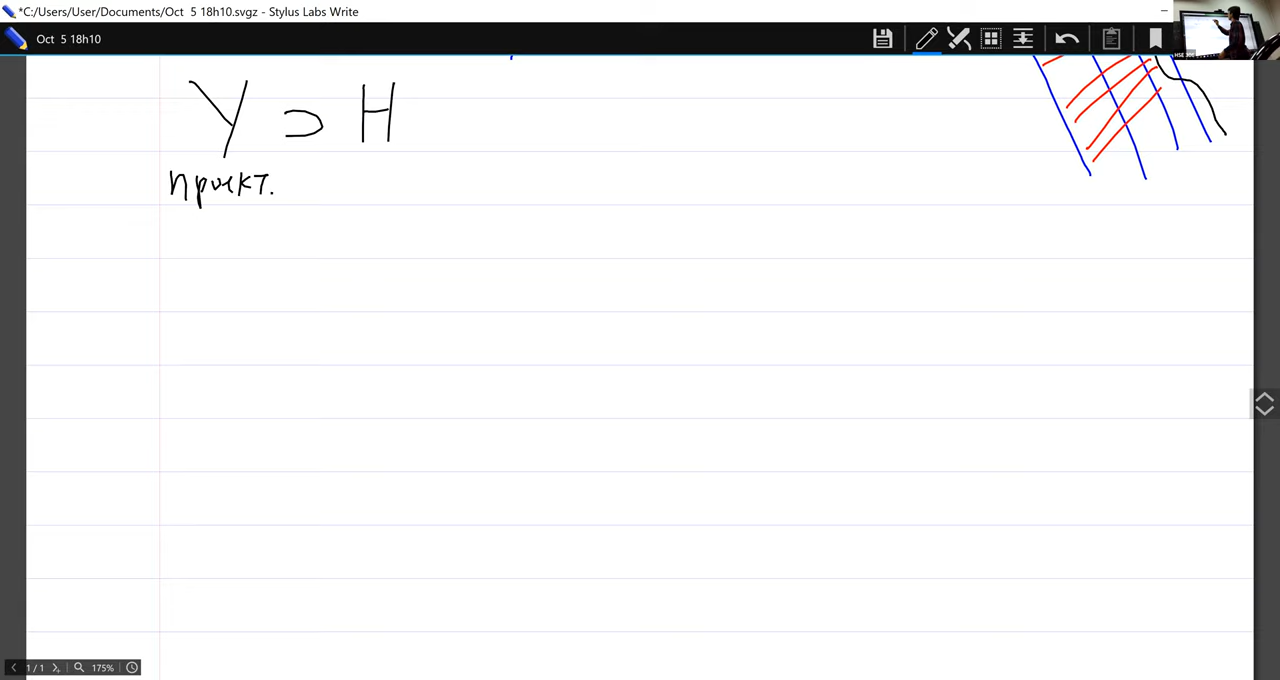 *C:/Users/User/Documents/Oct 5 18h10.svgz - Stylus Labs Write
Oct 5 18h10
Y ⊃ H
проект.
1 / 1
175%